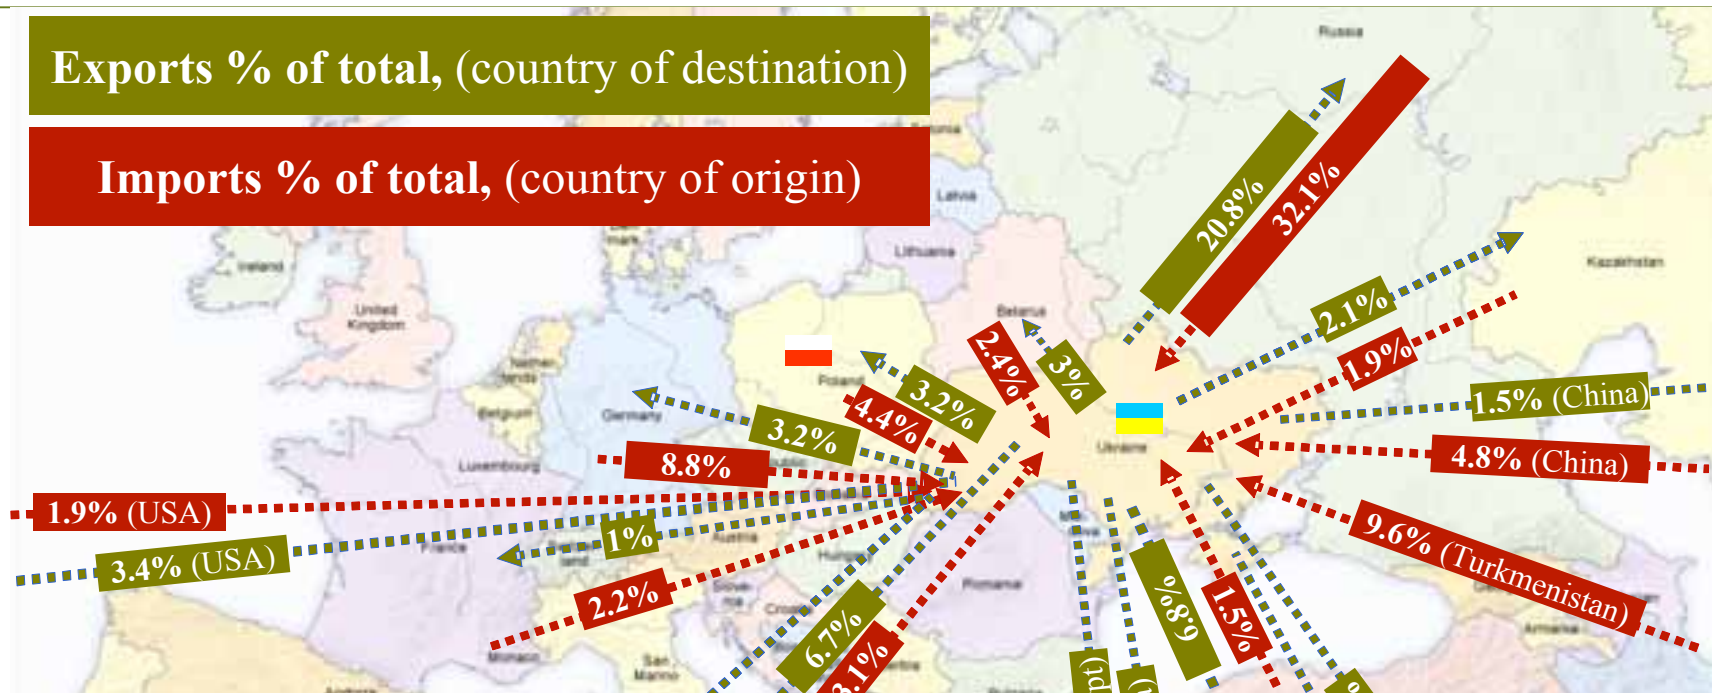 Exports % of total, (country of destination)
Imports % of total, (country of origin)
Russia
Latvia
Lithuania
Ireland
United
Kingdom
Kazakhstan
Belarus
Poland
Germany
Belgium
Luxembourg
Ukraine
France
Austria
Hungary
Romania
Monaco
San
Marino
Armenia
20.8%
32.1%
2.1%
1.9%
1.5% (China)
4.8% (China)
9.6% (Turkmenistan)
2.4%
3%
3.2%
4.4%
3.2%
8.8%
1.9% (USA)
3.4% (USA)
1%
2.2%
6.7%
6.8%
1.5%